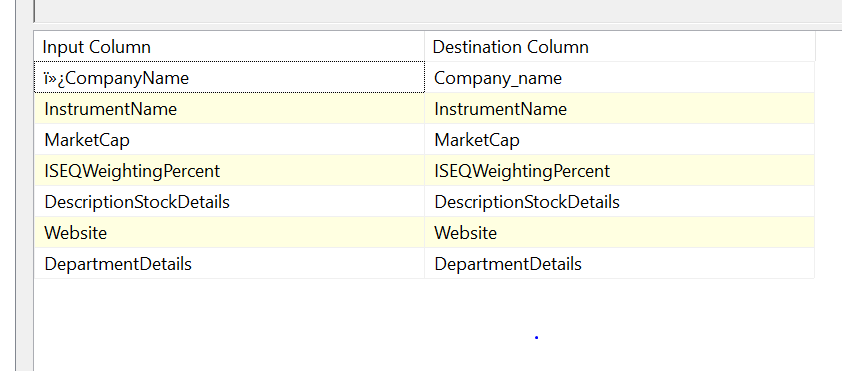 Input Column Destination Column
ï»¿CompanyName Company_name
InstrumentName InstrumentName
MarketCap MarketCap
ISEQWeightingPercent ISEQWeightingPercent
DescriptionStockDetails DescriptionStockDetails
Website Website
DepartmentDetails DepartmentDetails